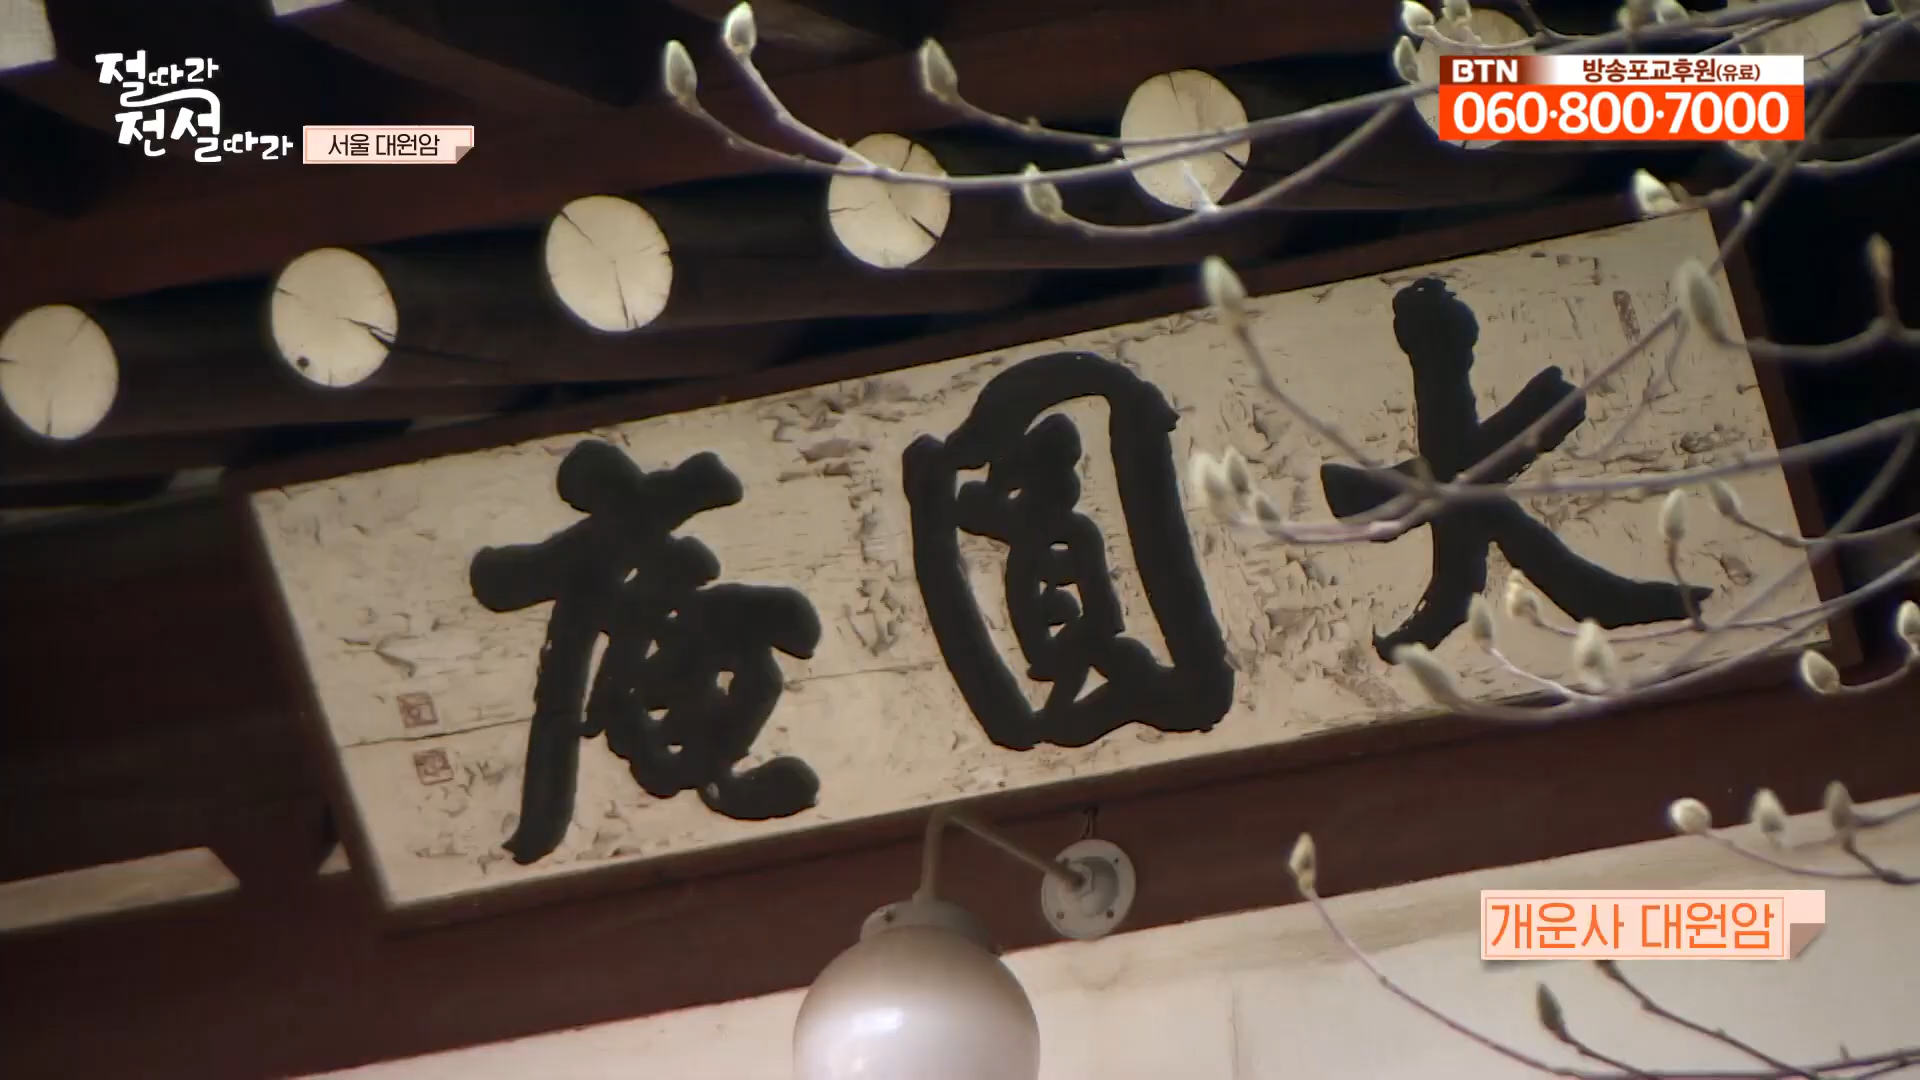 절따라
전설따라
서울 대원암
BTN 방송포교후원(유료)
060·800·7000
大圓庵
개운사 대원암